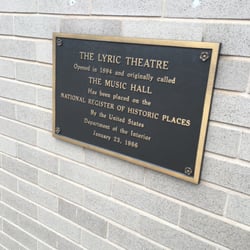 THE LYRIC THEATRE
Opened in 1894 and originally called
THE MUSIC HALL
Has been placed on the
NATIONAL REGISTER OF HISTORIC PLACES
By the United States
Department of the Interior
January 23, 1986